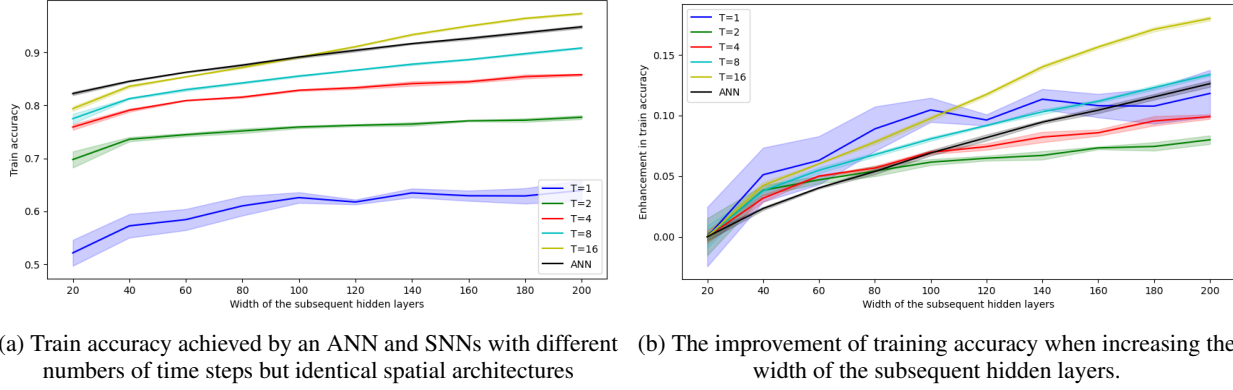 0.9
0.8
0.7
0.6
0.5
Train accuracy
T=1
T=2
T=4
T=8
T=16
ANN
20 40 60 80 100 120 140 160 180 200
Width of the subsequent hidden layers
0.15
0.10
0.05
0.00
Enhancement in train accuracy
T=1
T=2
T=4
T=8
T=16
ANN
20 40 60 80 100 120 140 160 180 200
Width of the subsequent hidden layers
(a) Train accuracy achieved by an ANN and SNNs with different
numbers of time steps but identical spatial architectures
(b) The improvement of training accuracy when increasing the
width of the subsequent hidden layers.